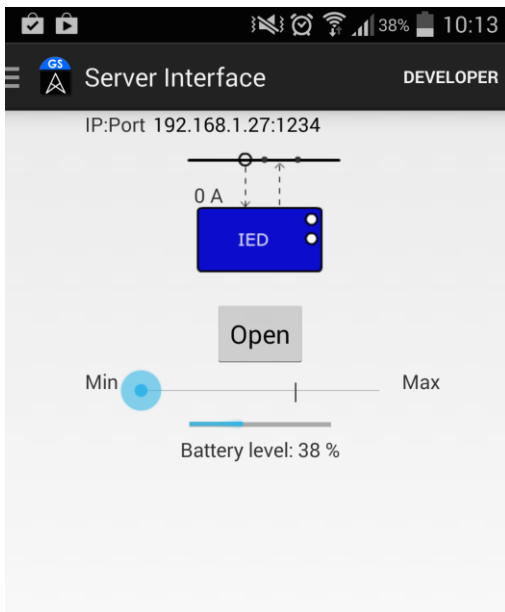 38% 10:13
GS Server Interface DEVELOPER
IP:Port 192.168.1.27:1234
0 A
IED
Open
Min Max
Battery level: 38 %